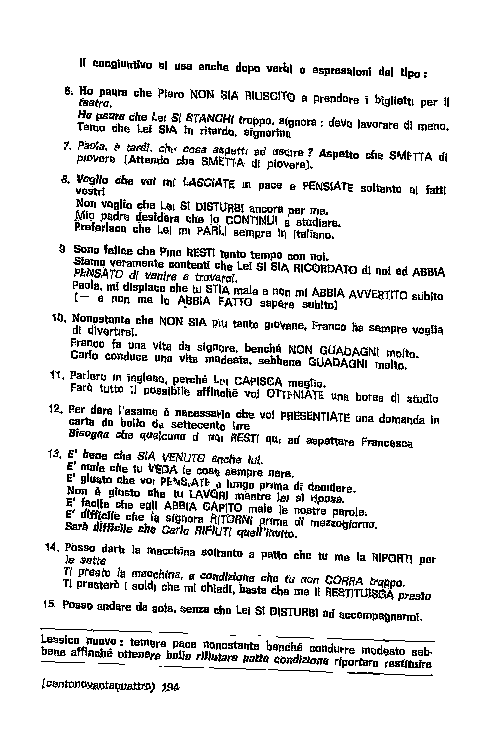 Il congiuntivo si usa anche dopo verbi o espressioni del tipo :
6. Ho paura che Piero NON SIA RIUSCITO a prendere i biglietti per il
teatro.
Ho paura che Lei SI STANCHI troppo, signora : deve lavorare di meno.
Temo che Lei SIA in ritardo, signorina
7. Paola, è tardi. che cosa aspetti ad uscire ? Aspetto che SMETTA di
piovere [Attendo che SMETTA di piovere].
8. Voglio che voi mi LASCIATE in pace e PENSIATE soltanto ai fatti
vostri
Non voglio che Lei SI DISTURBI ancora per me.
Mio padre desidera che io CONTINUI a studiare.
Preferisco che Lei mi PARLI sempre in italiano.
9 Sono felice che Pino RESTI tanto tempo con noi.
Siamo veramente contenti che Lei SI SIA RICORDATO di noi ed ABBIA
PENSATO di venire a trovarci.
Paola, mi dispiace che tu STIA male e non mi ABBIA AVVERTITO subito
[— e non me lo ABBIA FATTO sapere subito]
10. Nonostante che NON SIA più tanto giovane, Franco ha sempre voglia
di divertirsi.
Franco fa una vita da signore, benché NON GUADAGNI molto.
Carlo conduce una vita modesta, sebbene GUADAGNI molto.
11. Parlero in inglese, perché Lei CAPISCA meglio.
Farò tutto il possibile affinché voi OTTENIATE una borsa di studio
12. Per dare l'esame è necessario che voi PRESENTIATE una domanda in
carta da bollo da settecento lire
Bisogna che qualcuno di noi RESTI qui ad aspettare Francesca
13. E' bene che SIA VENUTO anche lui.
E' male che tu VEDA le cose sempre nere.
E' giusto che voi PENSIATE a lungo prima di decidere.
Non è giusto che tu LAVORI mentre lei si riposa.
E' facile che egli ABBIA CAPITO male le nostre parole.
E' difficile che la signora RITORNI prima di mezzogiorno.
Sarà difficile che Carlo RIFIUTI quell'invito.
14. Posso darti la macchina soltanto a patto che tu me la RIPORTI per
le sette
Ti presto la macchina, a condizione che tu non CORRA troppo.
Ti presterò i soldi che mi chiedi, basta che me li RESTITUISCA presto
15. Posso andare da sola, senza che Lei SI DISTURBI ad accompagnarmi.
Lessico nuovo : temere pace nonostante benché condurre modesto seb-
bene affinché ottenere bollo rifiutare patto condizione riportare restituire
(centonovantaquattro) 194